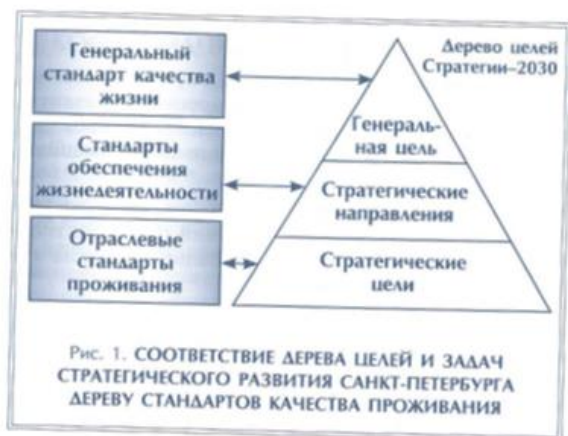 Генеральный
стандарт качества
жизни
Стандарты
обеспечения
жизнедеятельности
Отраслевые
стандарты
проживания
Дерево целей
Стратегии–2030
Генераль-
ная цель
Стратегические
направления
Стратегические
цели
Рис. 1. СООТВЕТСТВИЕ ДЕРЕВА ЦЕЛЕЙ И ЗАДАЧ
СТРАТЕГИЧЕСКОГО РАЗВИТИЯ САНКТ-ПЕТЕРБУРГА
ДЕРЕВУ СТАНДАРТОВ КАЧЕСТВА ПРОЖИВАНИЯ